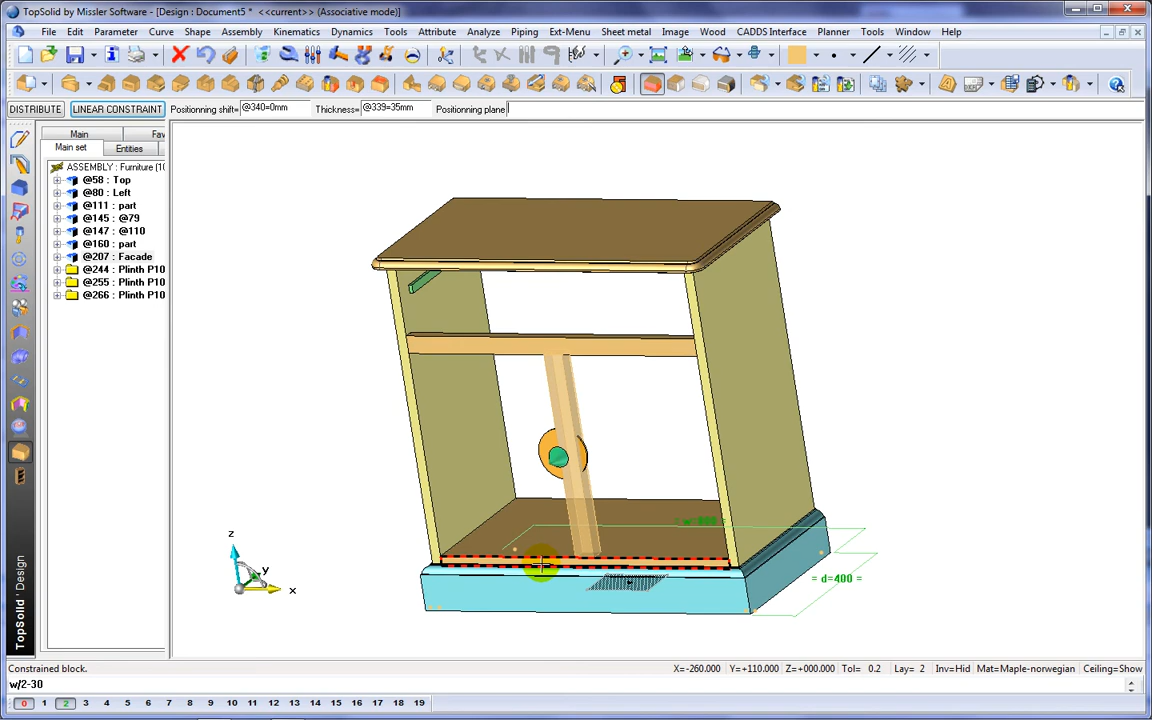 TopSolid by Missler Software - [Design : Document5 * <<current>> (Associative mode)]
File Edit Parameter Curve Shape Assembly Kinematics Dynamics Tools Attribute Analyze Piping Ext-Menu Sheet metal Image Wood CADDS Interface Planner Tools Window Help
DISTRIBUTE LINEAR CONSTRAINT Positionning shift= @340=0mm Thickness= @339=35mm Positionning plane
Main Fav
Main set Entities
ASSEMBLY : Furniture (10
@58 : Top
@80 : Left
@111 : part
@145 : @79
@147 : @110
@160 : part
@207 : Facade
@244 : Plinth P10
@255 : Plinth P10
@266 : Plinth P10
= d=400 =
z
y
x
TopSolid ' Design
Constrained block. X=-260.000 Y=+110.000 Z=+000.000 Tol= 0.2 Lay= 2 Inv=Hid Mat=Maple-norwegian Ceiling=Show
w/2-30
0 1 2 3 4 5 6 7 8 9 10 11 12 13 14 15 16 17 18 19